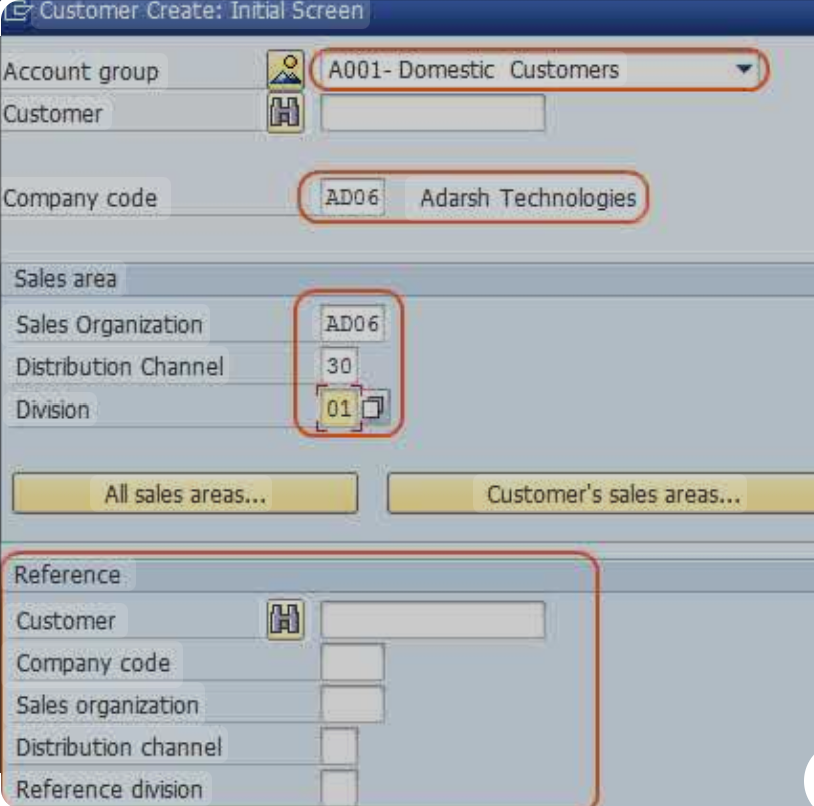 Customer Create: Initial Screen
Account group A001- Domestic Customers
Customer
Company code AD06 Adarsh Technologies
Sales area
Sales Organization AD06
Distribution Channel 30
Division 01
All sales areas... Customer's sales areas...
Reference
Customer
Company code
Sales organization
Distribution channel
Reference division